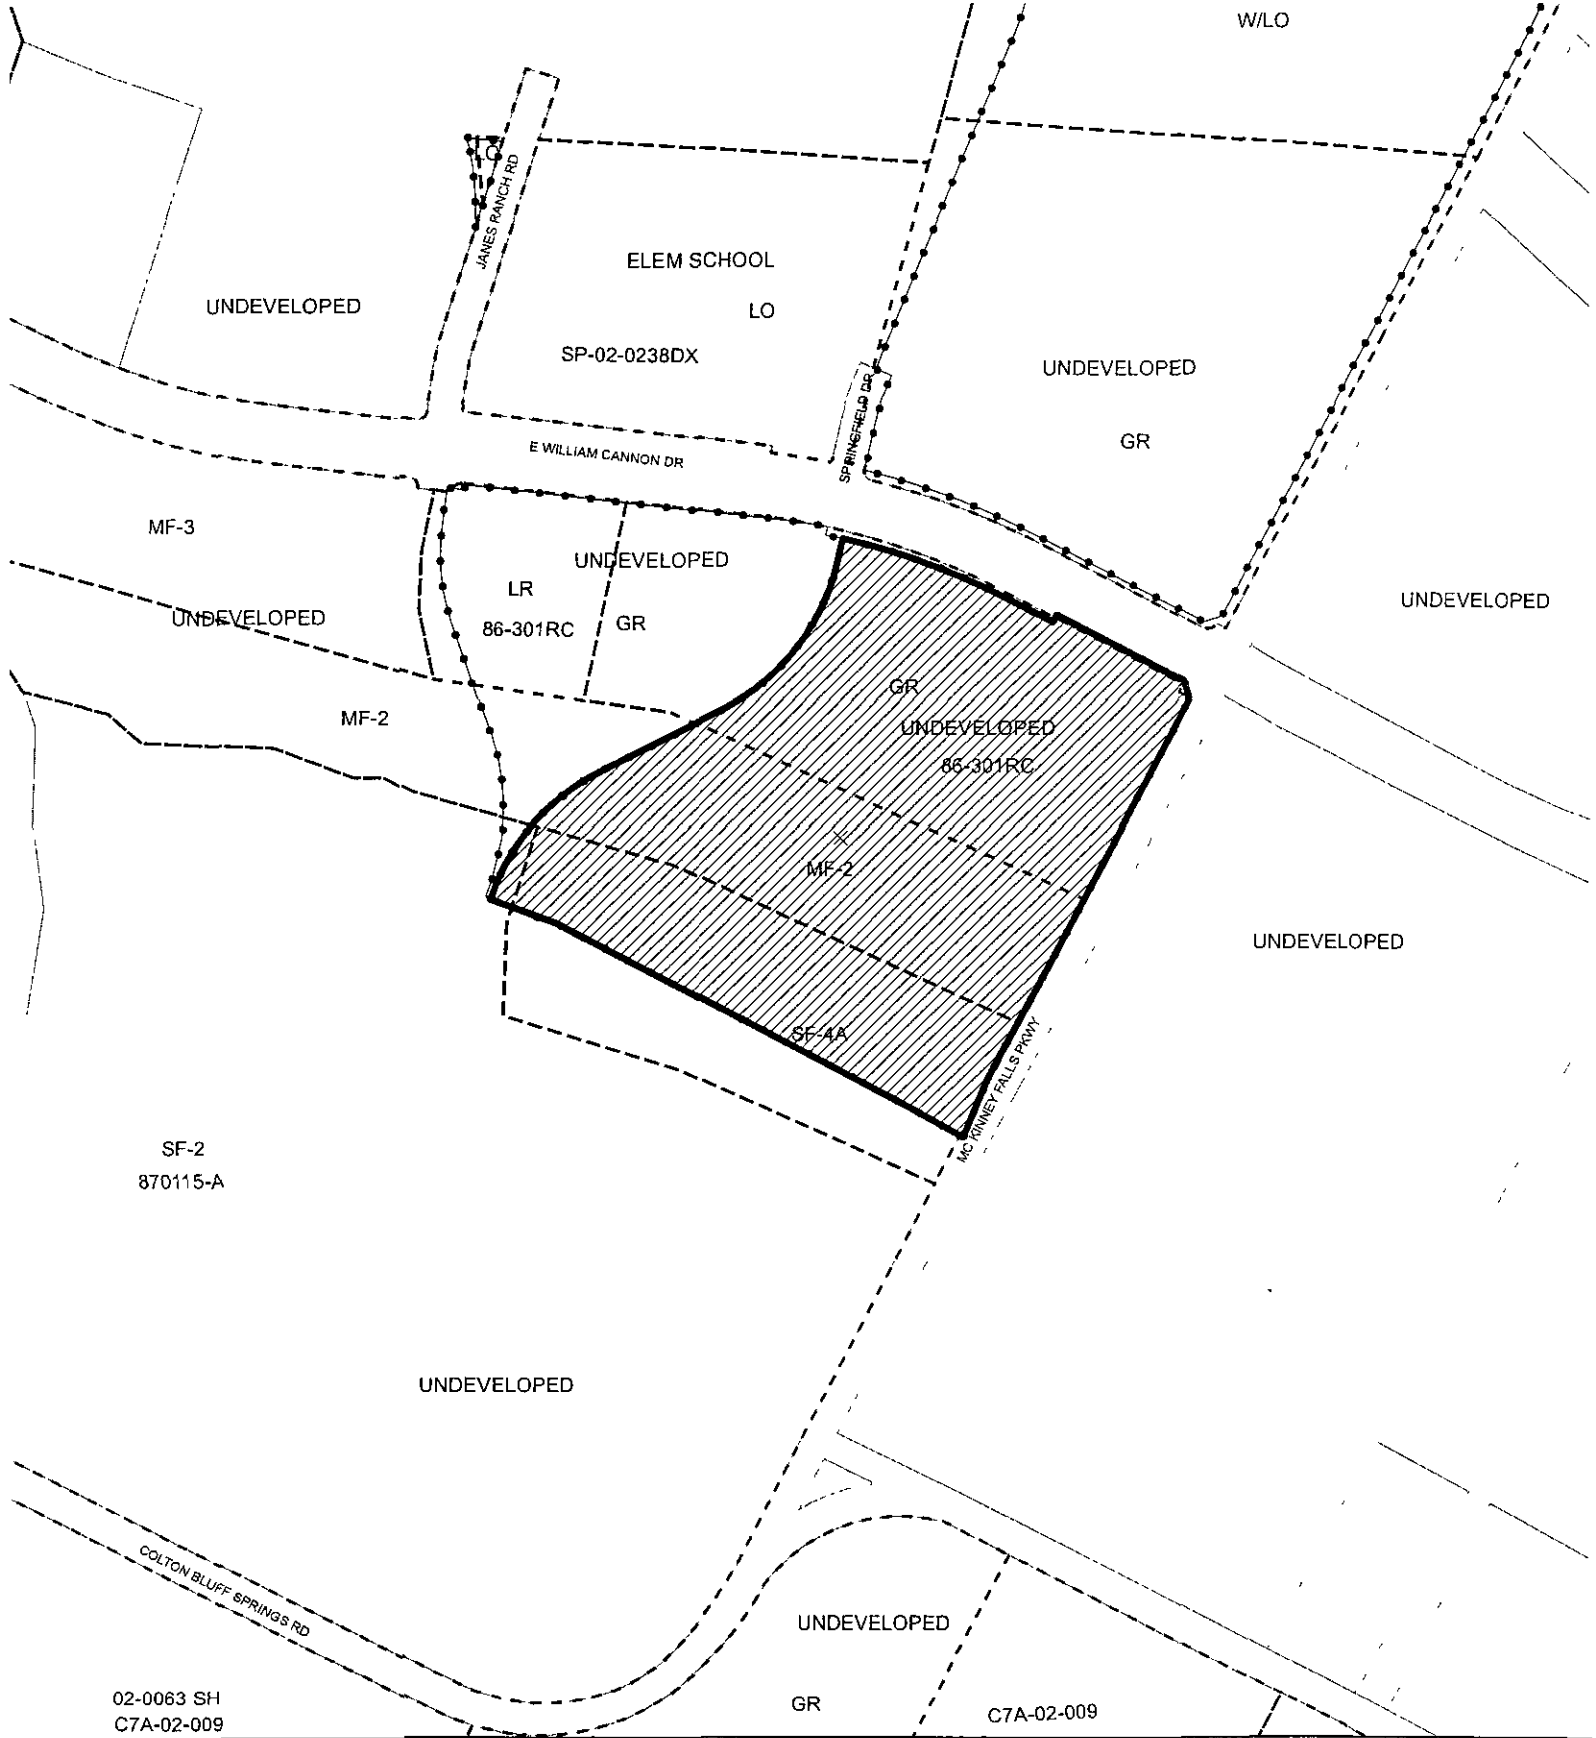 W/LO
LO
JANES RANCH RD
ELEM SCHOOL
UNDEVELOPED
LO
SP-02-0238DX
UNDEVELOPED
SPRINGFIELD DR
GR
E WILLIAM CANNON DR
MF-3
UNDEVELOPED
LR
UNDEVELOPED
UNDEVELOPED
86-301RC
GR
GR
MF-2
UNDEVELOPED
86-301RC
MF-2
UNDEVELOPED
SF-4A
MC KINNEY FALLS PKWY
SF-2
870115-A
UNDEVELOPED
COLTON BLUFF SPRINGS RD
UNDEVELOPED
02-0063 SH
C7A-02-009
GR
C7A-02-009